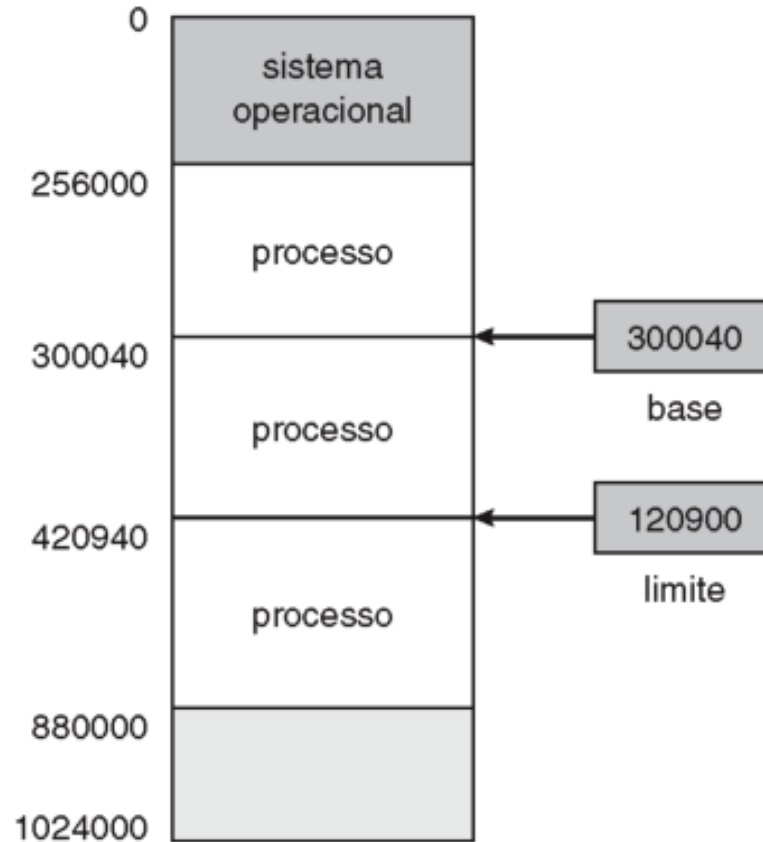 0
sistema
operacional
256000
processo
300040
300040
base
processo
420940
120900
limite
processo
880000
1024000